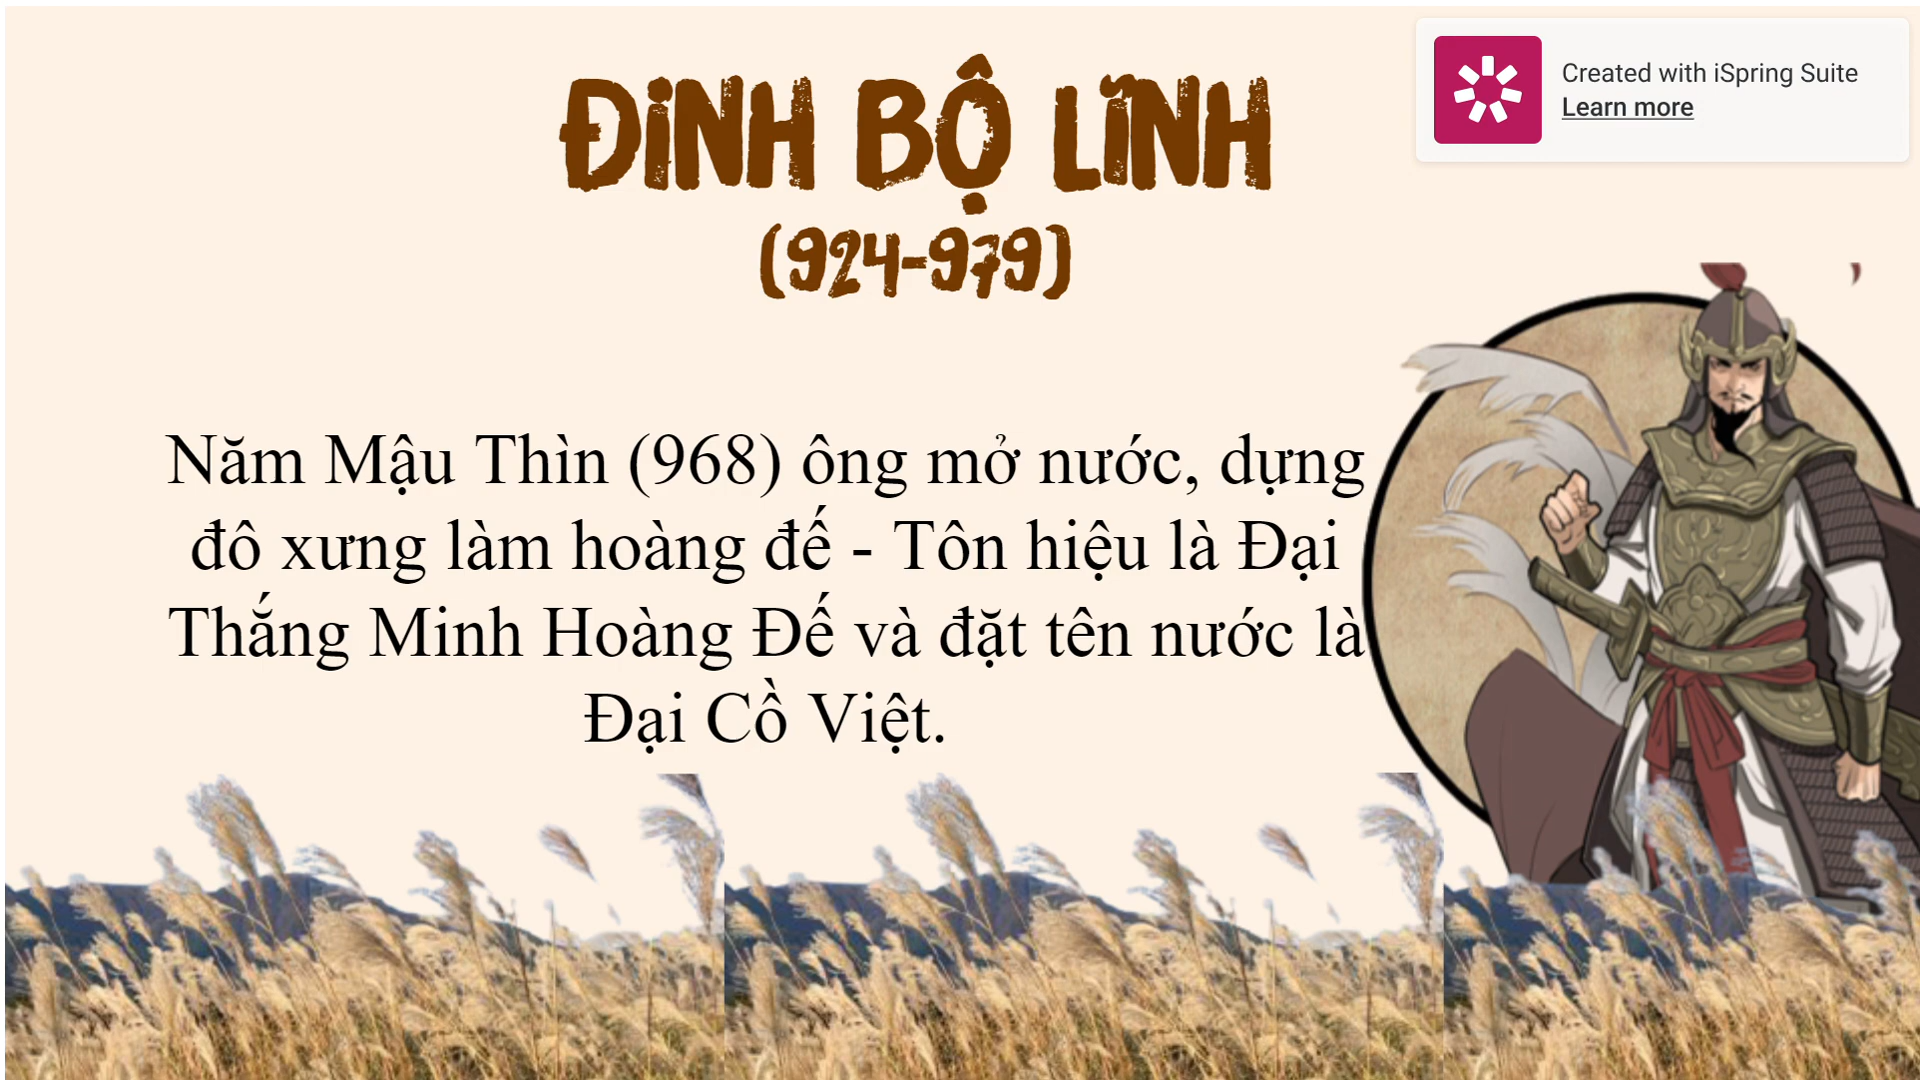 ĐINH BỘ LĨNH
(924-979)
Created with iSpring Suite
Learn more
Năm Mậu Thìn (968) ông mở nước, dựng
đô xưng làm hoàng đế - Tôn hiệu là Đại
Thắng Minh Hoàng Đế và đặt tên nước là
Đại Cồ Việt.